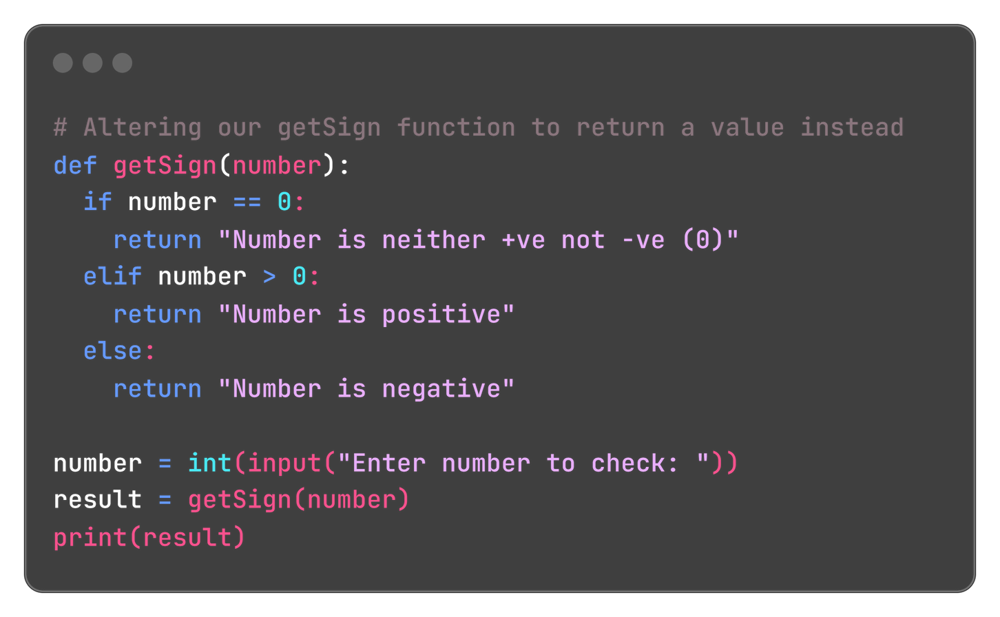 # Altering our getSign function to return a value instead
def getSign(number):
  if number == 0:
    return "Number is neither +ve not -ve (0)"
  elif number > 0:
    return "Number is positive"
  else:
    return "Number is negative"

number = int(input("Enter number to check: "))
result = getSign(number)
print(result)